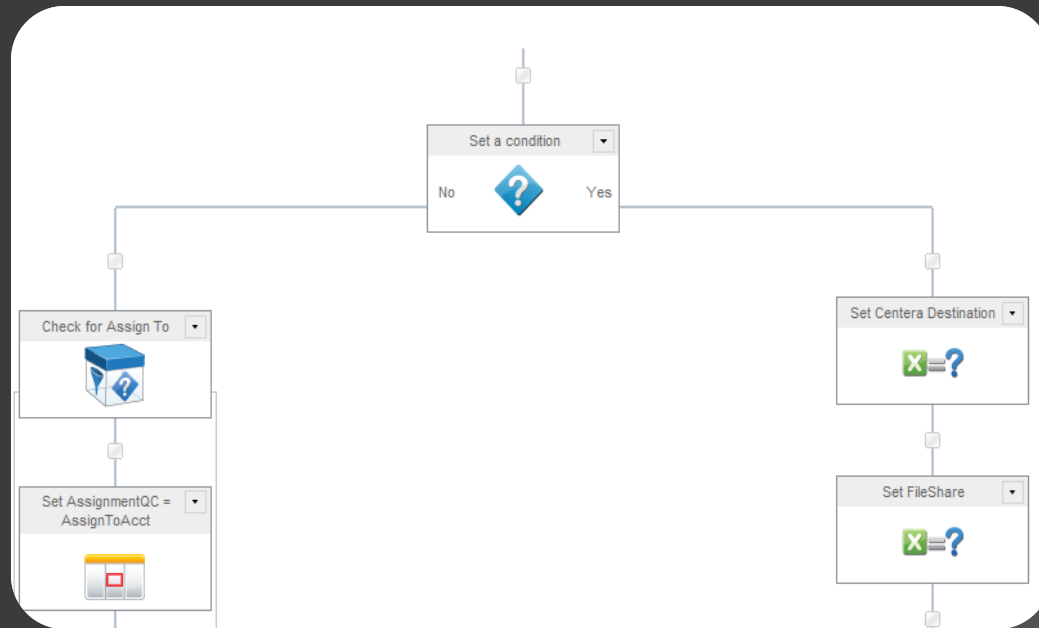 Set a condition
No
Yes
Check for Assign To
Set Centera Destination
X=?
Set AssignmentQC =
AssignToAcct
Set FileShare
X=?